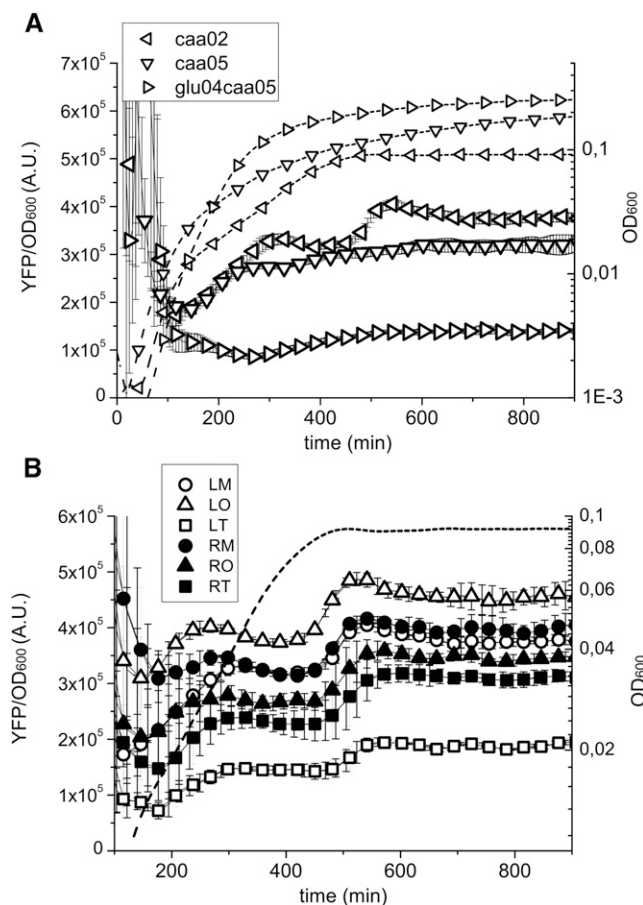 A
caa02
caa05
glu04caa05
7x10⁵
6x10⁵
5x10⁵
4x10⁵
3x10⁵
2x10⁵
1x10⁵
0
YFP/OD₆₀₀ (A.U.)
0,1
0,01
1E-3
OD₆₀₀
0 200 400 600 800
time (min)
B
LM
LO
LT
RM
RO
RT
6x10⁵
5x10⁵
4x10⁵
3x10⁵
2x10⁵
1x10⁵
0
YFP/OD₆₀₀ (A.U.)
0,1
0,08
0,06
0,04
0,02
OD₆₀₀
200 400 600 800
time (min)